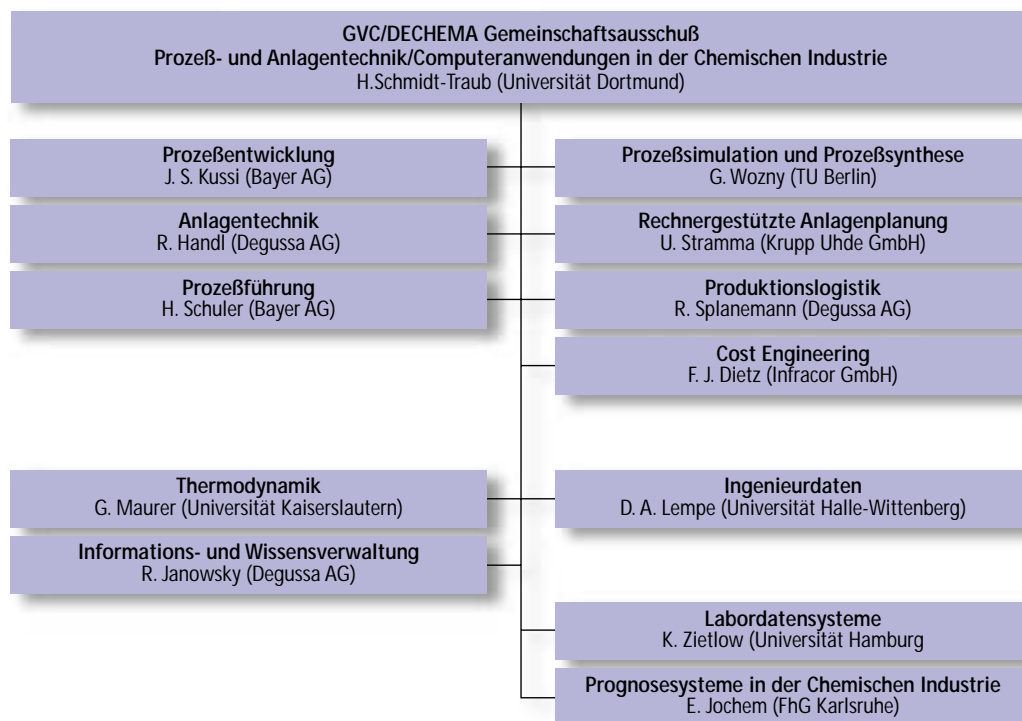 GVC/DECHEMA Gemeinschaftsausschuß
Prozeß- und Anlagentechnik/Computeranwendungen in der Chemischen Industrie
H.Schmidt-Traub (Universität Dortmund)
Prozeßentwicklung
J. S. Kussi (Bayer AG)
Prozeßsimulation und Prozeßsynthese
G. Wozny (TU Berlin)
Anlagentechnik
R. Handl (Degussa AG)
Rechnergestützte Anlagenplanung
U. Stramma (Krupp Uhde GmbH)
Prozeßführung
H. Schuler (Bayer AG)
Produktionslogistik
R. Splanemann (Degussa AG)
Cost Engineering
F. J. Dietz (Infracor GmbH)
Thermodynamik
G. Maurer (Universität Kaiserslautern)
Ingenieurdaten
D. A. Lempe (Universität Halle-Wittenberg)
Informations- und Wissensverwaltung
R. Janowsky (Degussa AG)
Labordatensysteme
K. Zietlow (Universität Hamburg
Prognosesysteme in der Chemischen Industrie
E. Jochem (FhG Karlsruhe)